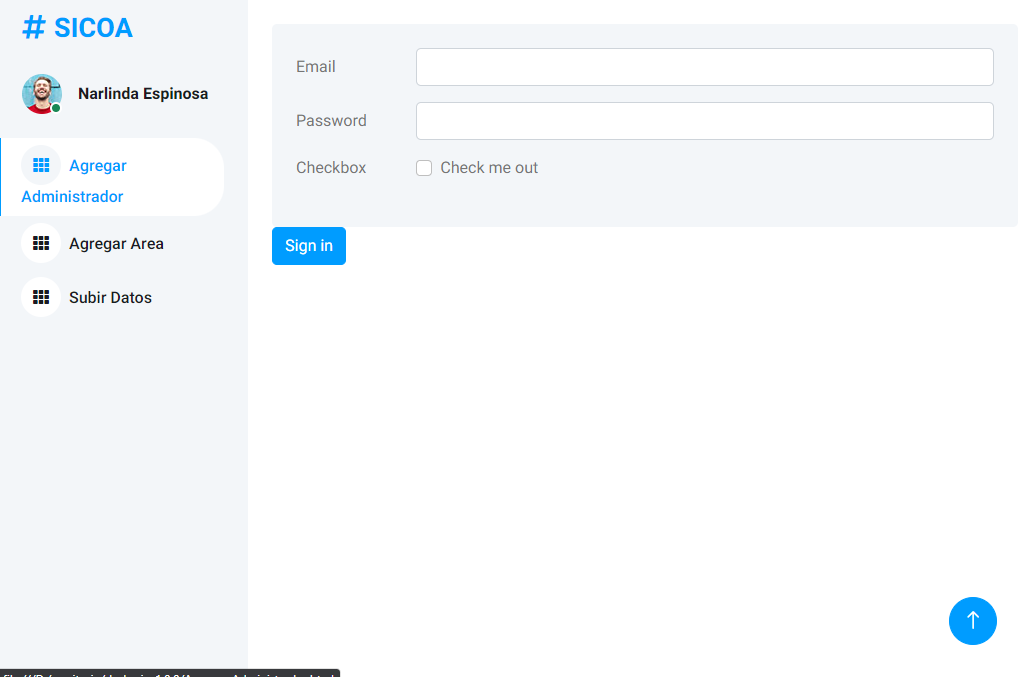 # SICOA
Narlinda Espinosa
Agregar
Administrador
Agregar Area
Subir Datos
Email
Password
Checkbox
Check me out
Sign in